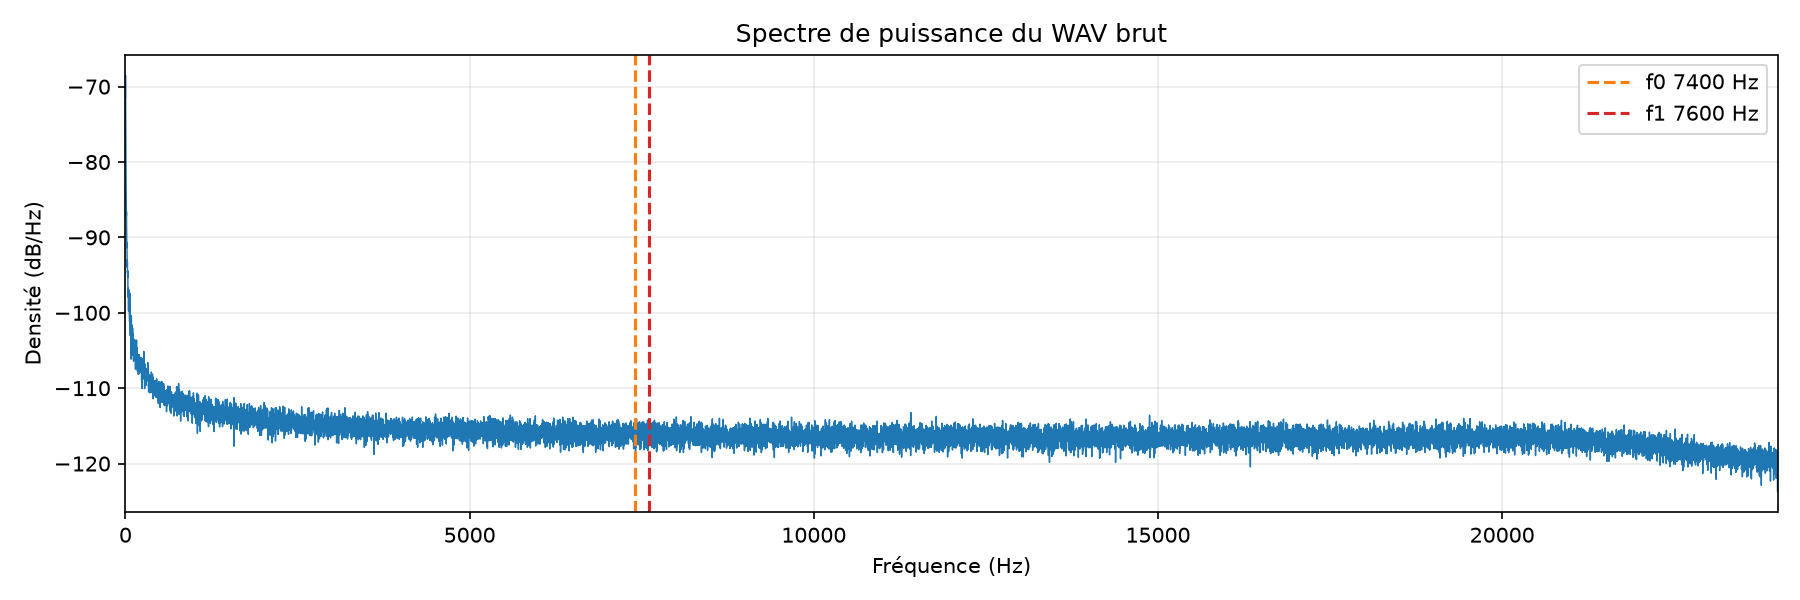 Spectre de puissance du WAV brut
f0 7400 Hz
f1 7600 Hz
Densité (dB/Hz)
−70
−80
−90
−100
−110
−120
0
5000
10000
15000
20000
Fréquence (Hz)